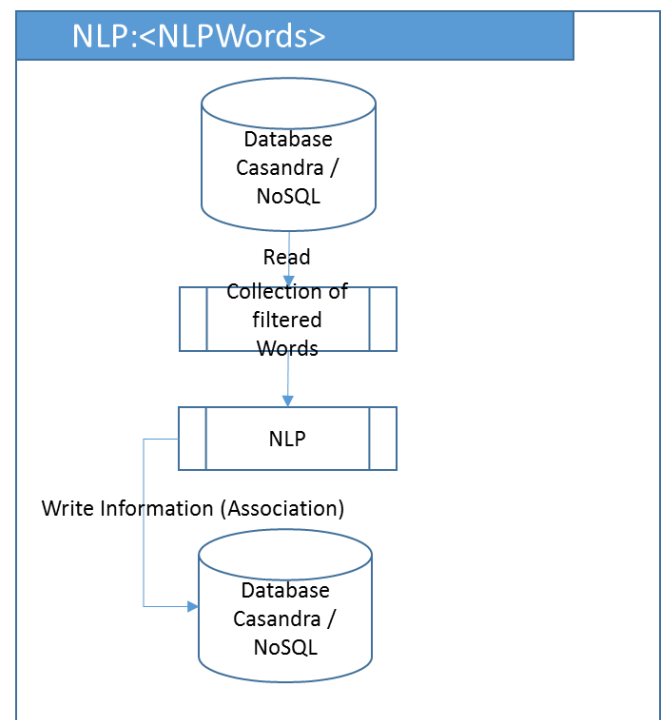 NLP:<NLPWords>
Database
Casandra /
NoSQL
Read
Collection of
filtered
Words
NLP
Write Information (Association)
Database
Casandra /
NoSQL